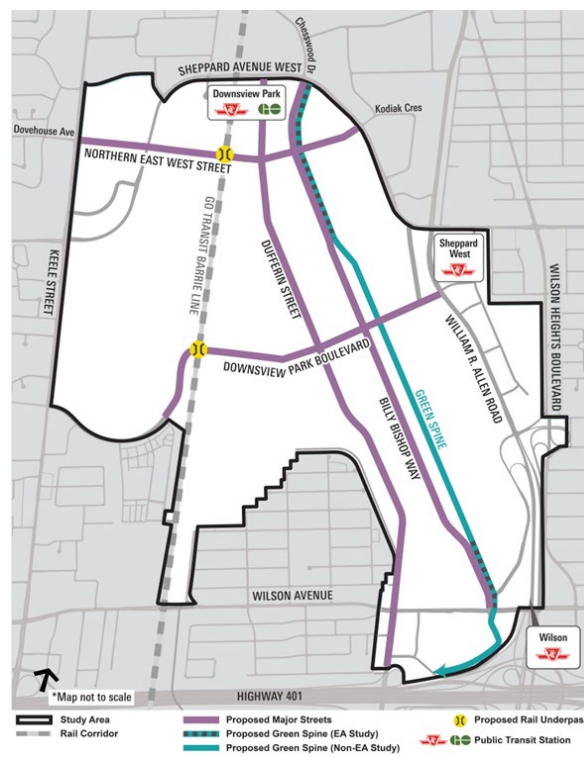 Chesswood Dr
SHEPPARD AVENUE WEST
Downsview Park
Kodiak Cres
Dovehouse Ave
NORTHERN EAST WEST STREET
GO TRANSIT BARRIE LINE
KEELE STREET
DUFFERIN STREET
Sheppard
West
WILSON HEIGHTS BOULEVARD
WILLIAM R. ALLEN ROAD
DOWNSVIEW PARK BOULEVARD
GREEN SPINE
BILLY BISHOP WAY
WILSON AVENUE
Wilson
*Map not to scale
HIGHWAY 401
Study Area
Rail Corridor
Proposed Major Streets
Proposed Green Spine (EA Study)
Proposed Green Spine (Non-EA Study)
Proposed Rail Underpas
Public Transit Station